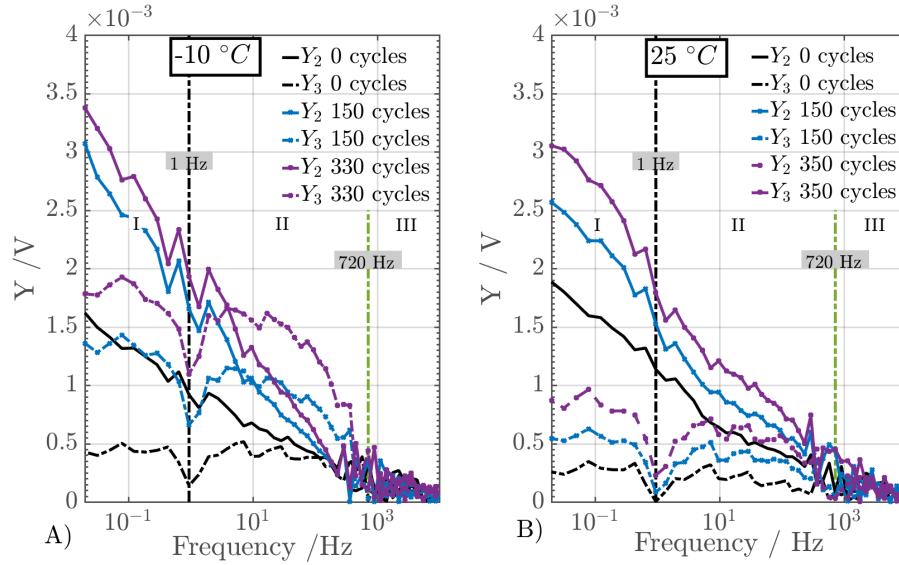 ×10⁻³
4
3.5
3
2.5
2
1.5
1
0.5
0
Y / V
-10 °C
Y₂ 0 cycles
Y₃ 0 cycles
Y₂ 150 cycles
Y₃ 150 cycles
Y₂ 330 cycles
Y₃ 330 cycles
1 Hz
I
II
III
720 Hz
10⁻¹
10¹
10³
A)
Frequency /Hz
×10⁻³
4
3.5
3
2.5
2
1.5
1
0.5
0
Y / V
25 °C
Y₂ 0 cycles
Y₃ 0 cycles
Y₂ 150 cycles
Y₃ 150 cycles
Y₂ 350 cycles
Y₃ 350 cycles
1 Hz
I
II
III
720 Hz
10⁻¹
10¹
10³
B)
Frequency / Hz